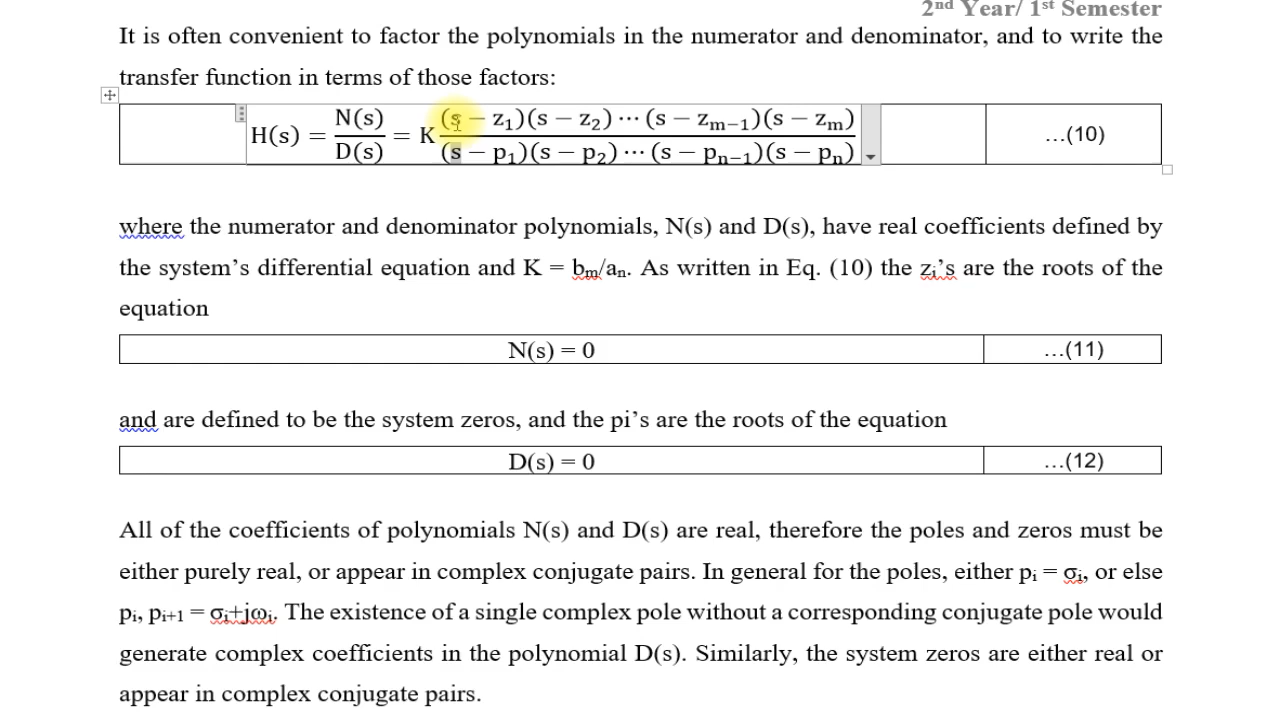 2nd Year/ 1st Semester
It is often convenient to factor the polynomials in the numerator and denominator, and to write the
transfer function in terms of those factors:
H(s) = N(s)/D(s) = K (s − z₁)(s − z₂) ⋯ (s − zₘ₋₁)(s − zₘ) / (s − p₁)(s − p₂) ⋯ (s − pₙ₋₁)(s − pₙ) …(10)
where the numerator and denominator polynomials, N(s) and D(s), have real coefficients defined by
the system’s differential equation and K = bₘ/aₙ. As written in Eq. (10) the zᵢ’s are the roots of the
equation
N(s) = 0 …(11)
and are defined to be the system zeros, and the pi’s are the roots of the equation
D(s) = 0 …(12)
All of the coefficients of polynomials N(s) and D(s) are real, therefore the poles and zeros must be
either purely real, or appear in complex conjugate pairs. In general for the poles, either pᵢ = σᵢ, or else
pᵢ, pᵢ₊₁ = σᵢ+jωᵢ. The existence of a single complex pole without a corresponding conjugate pole would
generate complex coefficients in the polynomial D(s). Similarly, the system zeros are either real or
appear in complex conjugate pairs.